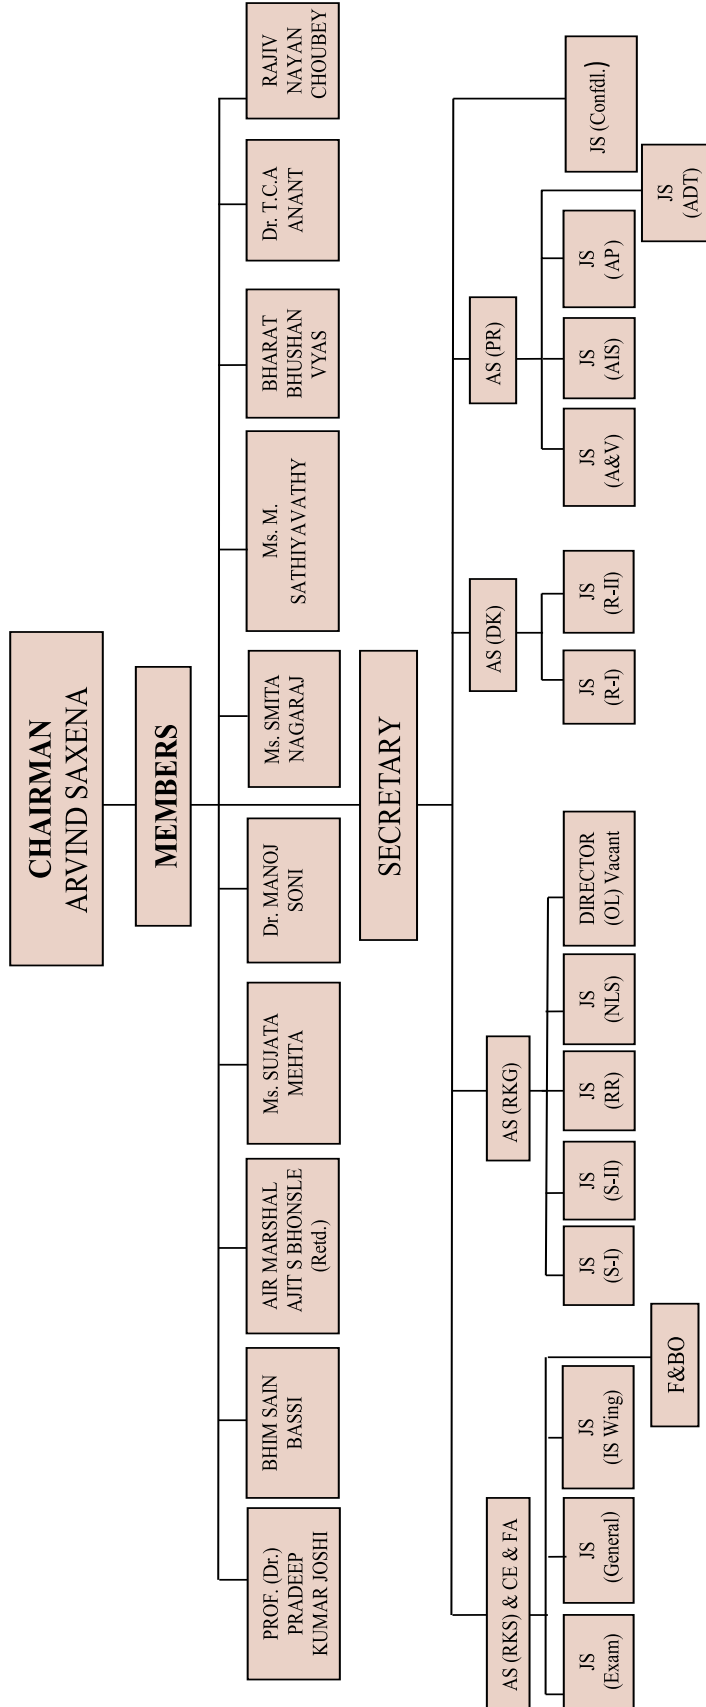 CHAIRMAN
ARVIND SAXENA
MEMBERS
PROF. (Dr.)
PRADEEP
KUMAR JOSHI
BHIM SAIN
BASSI
AIR MARSHAL
AJIT S BHONSLE
(Retd.)
Ms. SUJATA
MEHTA
Dr. MANOJ
SONI
Ms. SMITA
NAGARAJ
Ms. M.
SATHIYAVATHY
BHARAT
BHUSHAN
VYAS
Dr. T.C.A
ANANT
RAJIV
NAYAN
CHOUBEY
SECRETARY
AS (RKS) & CE & FA
AS (RKG)
AS (DK)
AS (PR)
JS
(Exam)
JS
(General)
JS
(IS Wing)
F&BO
JS
(S-I)
JS
(S-II)
JS
(RR)
JS
(NLS)
DIRECTOR
(OL) Vacant
JS
(R-I)
JS
(R-II)
JS
(A&V)
JS
(AIS)
JS
(AP)
JS
(ADT)
JS (Confdl.)